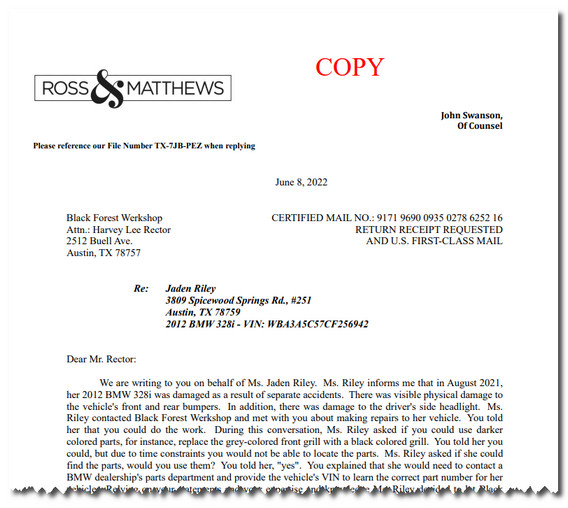 COPY
ROSS & MATTHEWS
John Swanson,
Of Counsel
Please reference our File Number TX-7JB-PEZ when replying
June 8, 2022
Black Forest Werkshop
Attn.: Harvey Lee Rector
2512 Buell Ave.
Austin, TX 78757
CERTIFIED MAIL NO.: 9171 9690 0935 0278 6252 16
RETURN RECEIPT REQUESTED
AND U.S. FIRST-CLASS MAIL
Re: Jaden Riley
3809 Spicewood Springs Rd., #251
Austin, TX 78759
2012 BMW 328i - VIN: WBA3A5C57CF256942
Dear Mr. Rector:
We are writing to you on behalf of Ms. Jaden Riley. Ms. Riley informs me that in August 2021,
her 2012 BMW 328i was damaged as a result of separate accidents. There was visible physical damage to
the vehicle's front and rear bumpers. In addition, there was damage to the driver's side headlight. Ms.
Riley contacted Black Forest Werkshop and met with you about making repairs to her vehicle. You told
her that you could do the work. During this conversation, Ms. Riley asked if you could use darker
colored parts, for instance, replace the grey-colored front grill with a black colored grill. You told her you
could, but due to time constraints you would not be able to locate the parts. Ms. Riley asked if she could
find the parts, would you use them? You told her, "yes". You explained that she would need to contact a
BMW dealership's parts department and provide the vehicle's VIN to learn the correct part number for her